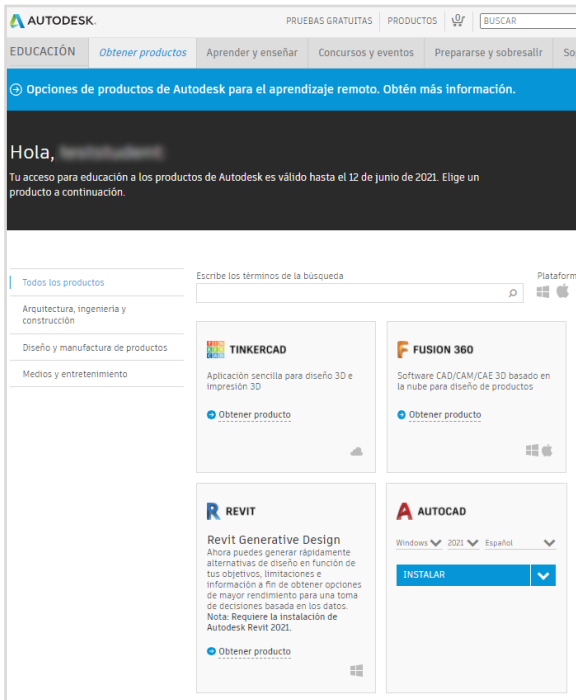 AUTODESK.
PRUEBAS GRATUITAS PRODUCTOS 0 BUSCAR
EDUCACIÓN Obtener productos Aprender y enseñar Concursos y eventos Prepararse y sobresalir So
Opciones de productos de Autodesk para el aprendizaje remoto. Obtén más información.
Hola,
Tu acceso para educación a los productos de Autodesk es válido hasta el 12 de junio de 2021. Elige un
producto a continuación.
Todos los productos
Arquitectura, ingeniería y
construcción
Diseño y manufactura de productos
Medios y entretenimiento
Escribe los términos de la búsqueda
Plataform
TINKERCAD
Aplicación sencilla para diseño 3D e
impresión 3D
Obtener producto
FUSION 360
Software CAD/CAM/CAE 3D basado en
la nube para diseño de productos
Obtener producto
REVIT
Revit Generative Design
Ahora puedes generar rápidamente
alternativas de diseño en función de
tus objetivos, limitaciones e
información a fin de obtener opciones
de mayor rendimiento para una toma
de decisiones basada en los datos.
Nota: Requiere la instalación de
Autodesk Revit 2021.
Obtener producto
AUTOCAD
Windows 2021 Español
INSTALAR